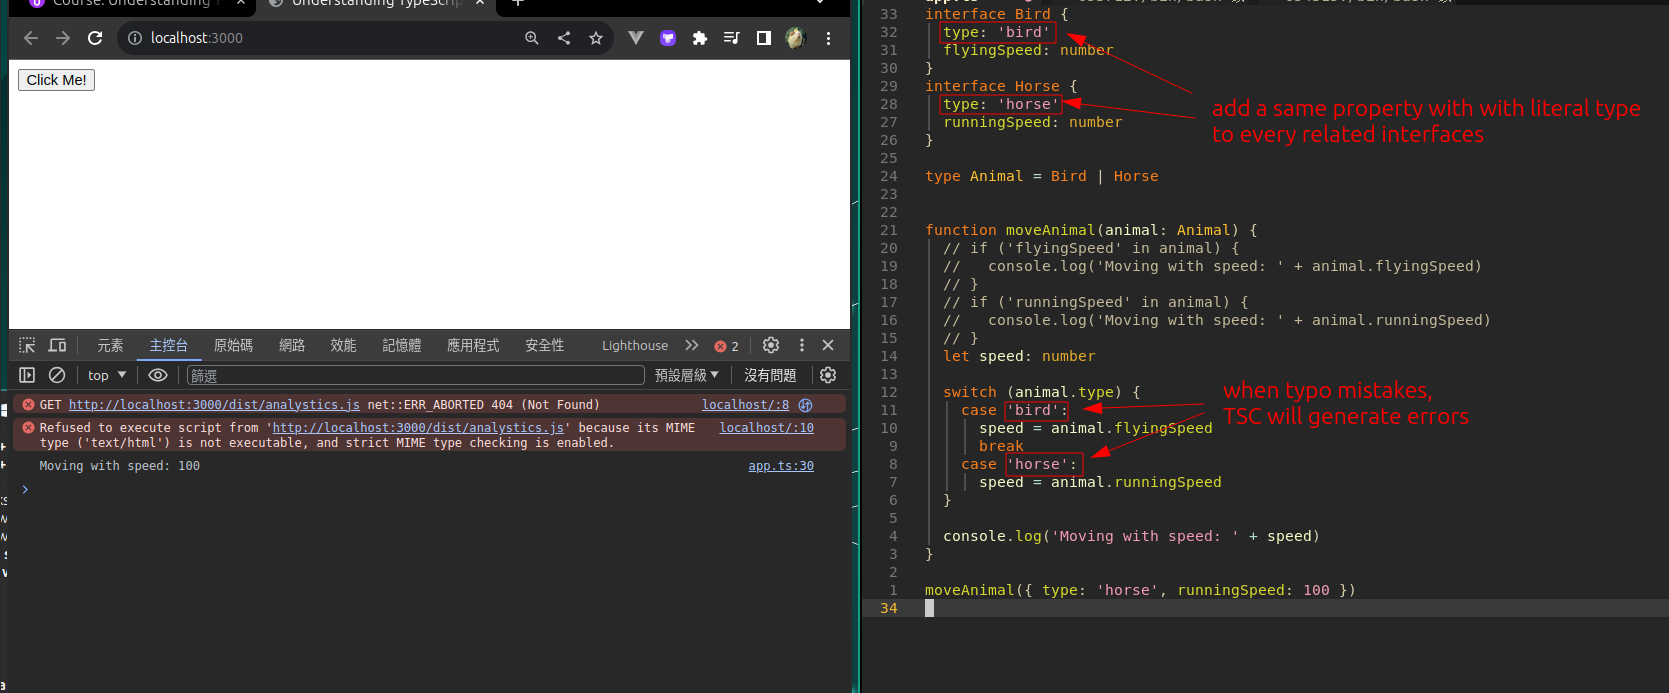 Course: Understanding
Understanding TypeScrip
localhost:3000
Click Me!
元素 主控台 原始碼 網路 效能 記憶體 應用程式 安全性 Lighthouse 2
top 篩選 預設層級 沒有問題
GET http://localhost:3000/dist/analystics.js net::ERR_ABORTED 404 (Not Found) localhost/:8
Refused to execute script from 'http://localhost:3000/dist/analystics.js' because its MIME localhost/:10
type ('text/html') is not executable, and strict MIME type checking is enabled.
Moving with speed: 100 app.ts:30
33 interface Bird {
32 type: 'bird'
31 flyingSpeed: number
30 }
29 interface Horse {
28 type: 'horse'
27 runningSpeed: number
26 }
25
24 type Animal = Bird | Horse
23
22
21 function moveAnimal(animal: Animal) {
20 // if ('flyingSpeed' in animal) {
19 //   console.log('Moving with speed: ' + animal.flyingSpeed)
18 // }
17 // if ('runningSpeed' in animal) {
16 //   console.log('Moving with speed: ' + animal.runningSpeed)
15 // }
14 let speed: number
13
12 switch (animal.type) {
11 case 'bird':
10 speed = animal.flyingSpeed
9 break
8 case 'horse':
7 speed = animal.runningSpeed
6 }
5
4 console.log('Moving with speed: ' + speed)
3 }
2
1 moveAnimal({ type: 'horse', runningSpeed: 100 })
34
add a same property with with literal type
to every related interfaces
when typo mistakes,
TSC will generate errors